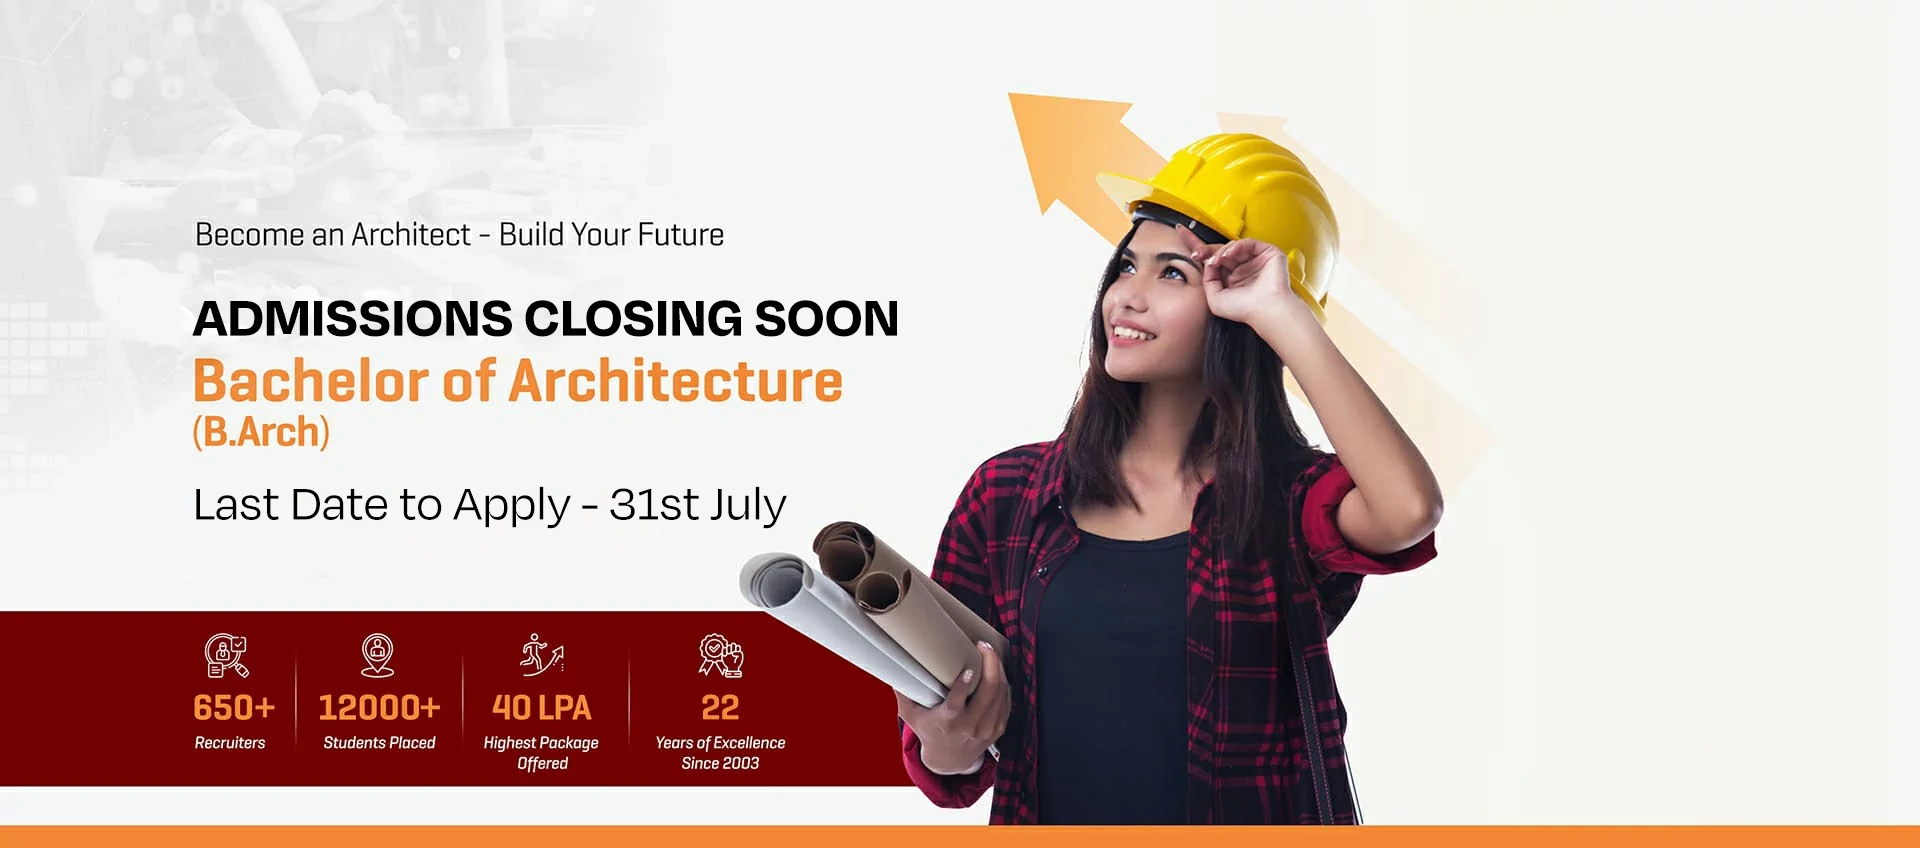 Become an Architect - Build Your Future
ADMISSIONS CLOSING SOON
Bachelor of Architecture
(B.Arch)
Last Date to Apply - 31st July
650+
Recruiters
12000+
Students Placed
40 LPA
Highest Package
Offered
22
Years of Excellence
Since 2003